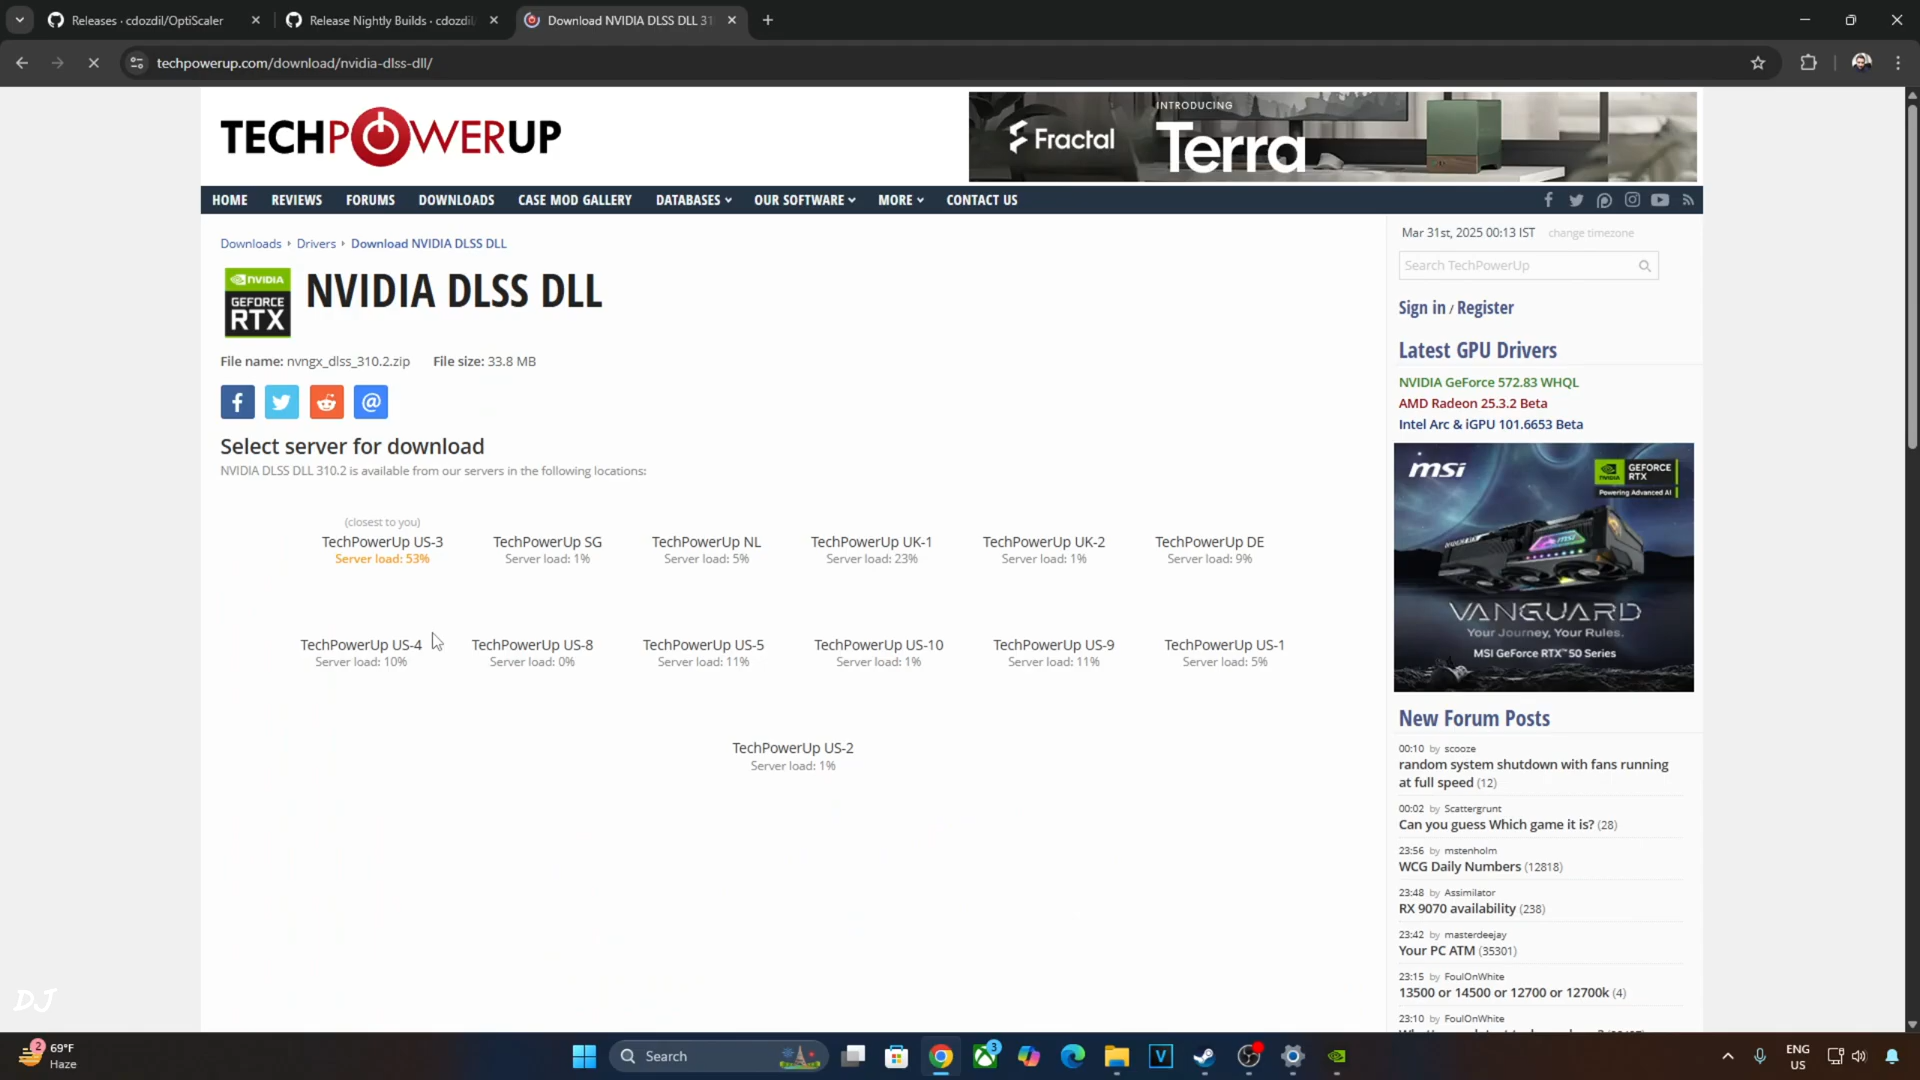 Releases · cdozdil/OptiScaler
Release Nightly Builds · cdozdil
Download NVIDIA DLSS DLL 31
techpowerup.com/download/nvidia-dlss-dll/
TECHPOWERUP
INTRODUCING
Fractal
Terra
HOME REVIEWS FORUMS DOWNLOADS CASE MOD GALLERY DATABASES OUR SOFTWARE MORE CONTACT US
Downloads Drivers Download NVIDIA DLSS DLL
Mar 31st, 2025 00:13 IST change timezone
Search TechPowerUp
NVIDIA
GEFORCE
RTX
NVIDIA DLSS DLL
Sign in / Register
File name: nvngx_dlss_310.2.zip File size: 33.8 MB
Latest GPU Drivers
NVIDIA GeForce 572.83 WHQL
AMD Radeon 25.3.2 Beta
Intel Arc & iGPU 101.6653 Beta
Select server for download
NVIDIA DLSS DLL 310.2 is available from our servers in the following locations:
(closest to you)
TechPowerUp US-3 TechPowerUp SG TechPowerUp NL TechPowerUp UK-1 TechPowerUp UK-2 TechPowerUp DE
Server load: 53% Server load: 1% Server load: 5% Server load: 23% Server load: 1% Server load: 9%
TechPowerUp US-4 TechPowerUp US-8 TechPowerUp US-5 TechPowerUp US-10 TechPowerUp US-9 TechPowerUp US-1
Server load: 10% Server load: 0% Server load: 11% Server load: 1% Server load: 11% Server load: 5%
TechPowerUp US-2
Server load: 1%
msi
NVIDIA
GEFORCE
RTX
Powering Advanced AI
VANGUARD
Your Journey, Your Rules.
MSI GeForce RTX™ 50 Series
New Forum Posts
00:10 by scooze
random system shutdown with fans running
at full speed (12)
00:02 by Scattergrunt
Can you guess Which game it is? (28)
23:56 by mstenholm
WCG Daily Numbers (12818)
23:48 by Assimilator
RX 9070 availability (238)
23:42 by masterdeejay
Your PC ATM (35301)
23:15 by FoulOnWhite
13500 or 14500 or 12700 or 12700k (4)
23:10 by FoulOnWhite
DJ
2
69°F
Haze
Search
3
V
ENG
US